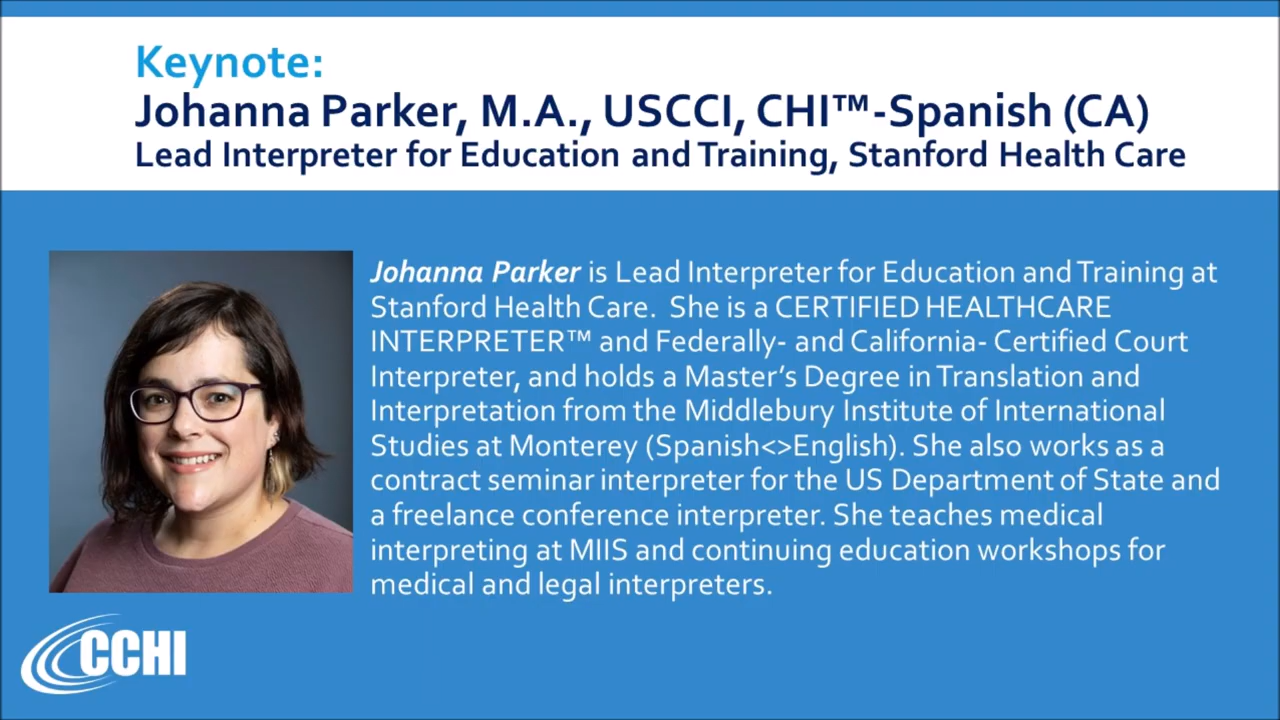 Keynote:
Johanna Parker, M.A., USCCI, CHI™-Spanish (CA)
Lead Interpreter for Education and Training, Stanford Health Care
Johanna Parker is Lead Interpreter for Education and Training at
Stanford Health Care.  She is a CERTIFIED HEALTHCARE
INTERPRETER™ and Federally- and California- Certified Court
Interpreter, and holds a Master's Degree in Translation and
Interpretation from the Middlebury Institute of International
Studies at Monterey (Spanish<>English). She also works as a
contract seminar interpreter for the US Department of State and
a freelance conference interpreter. She teaches medical
interpreting at MIIS and continuing education workshops for
medical and legal interpreters.
CCHI